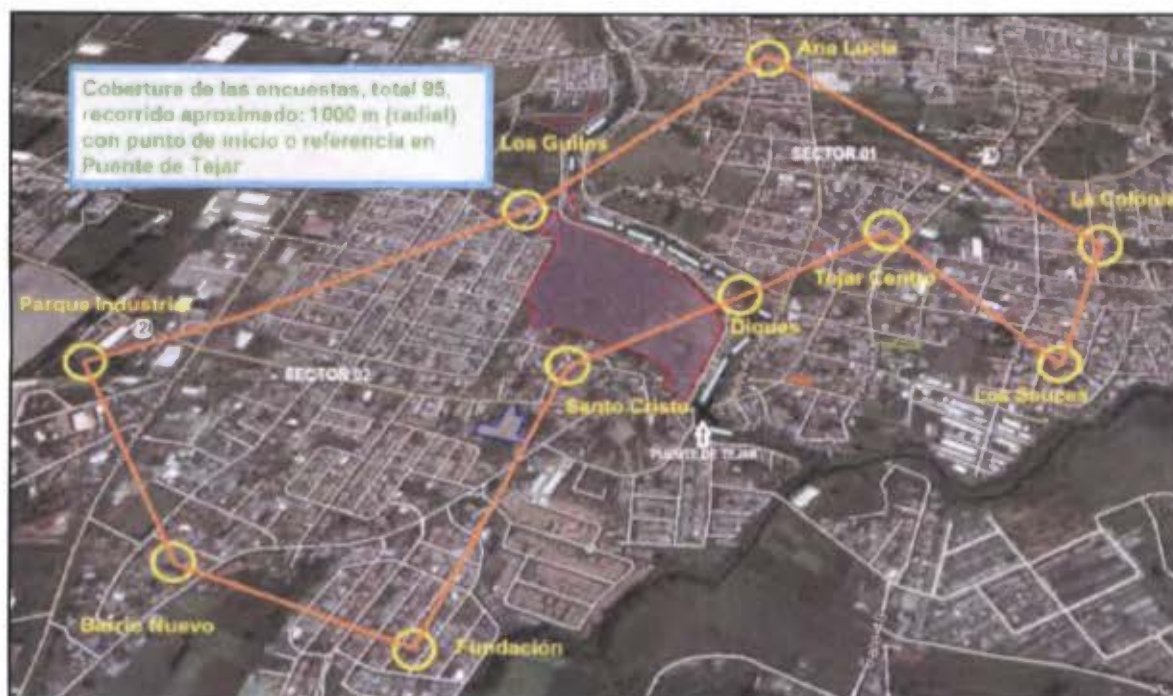 Ana Lucía
Cobertura de las encuestas, total 95,
recorrido aproximado: 1000 m (radial)
con punto de inicio o referencia en
Puente de Tejar
Los Guiles
SECTOR 01
La Colonia
Tejar Centro
Parque Industrial
2
Diques
SECTOR 02
Los Sauces
Santo Cristo
PUENTE DE TEJAR
Barrio Nuevo
Fundación